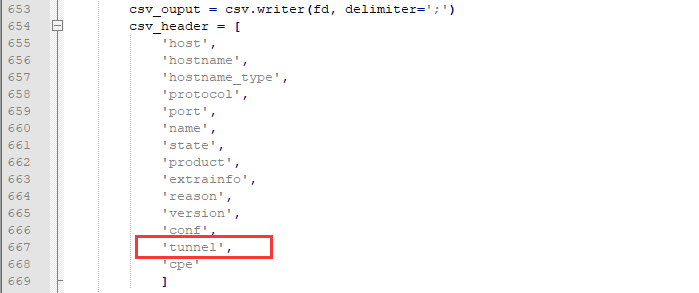 653 csv_ouput = csv.writer(fd, delimiter=';')
654 csv_header = [
655 'host',
656 'hostname',
657 'hostname_type',
658 'protocol',
659 'port',
660 'name',
661 'state',
662 'product',
663 'extrainfo',
664 'reason',
665 'version',
666 'conf',
667 'tunnel',
668 'cpe'
669 ]